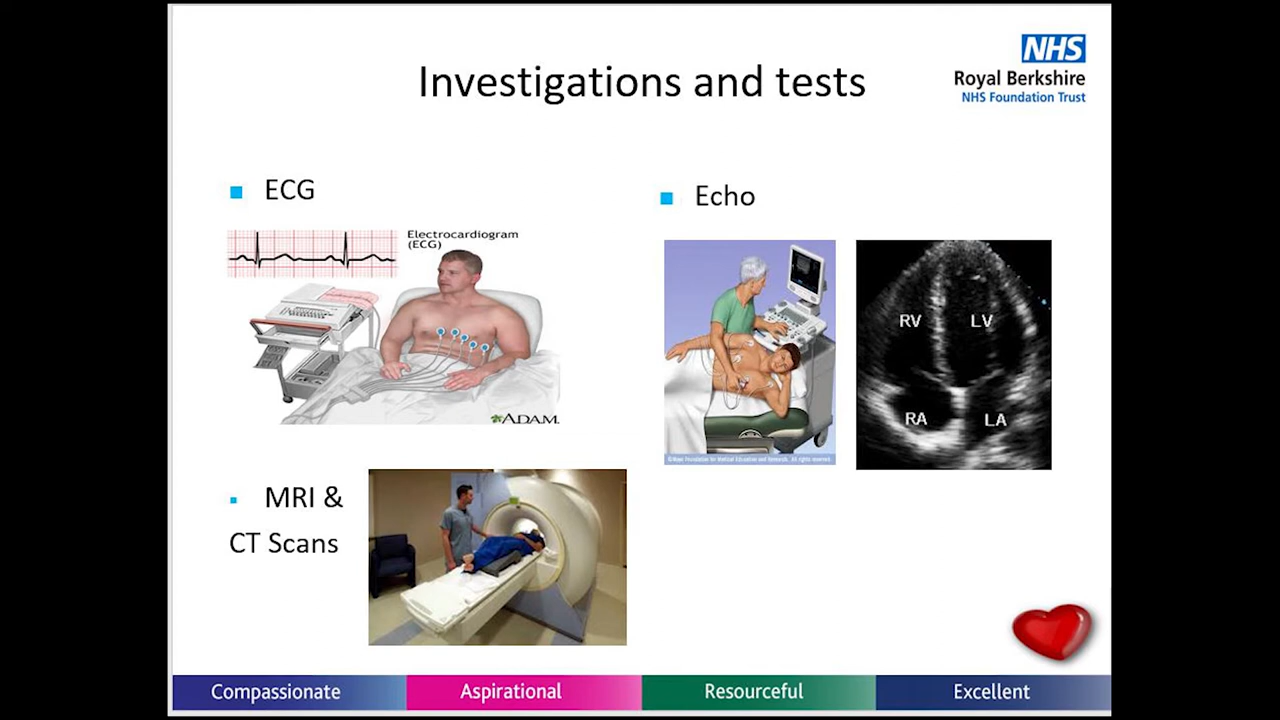 Investigations and tests
NHS
Royal Berkshire
NHS Foundation Trust
ECG
Electrocardiogram
(ECG)
ADAM.
Echo
RV
LV
RA
LA
MRI &
CT Scans
Compassionate
Aspirational
Resourceful
Excellent